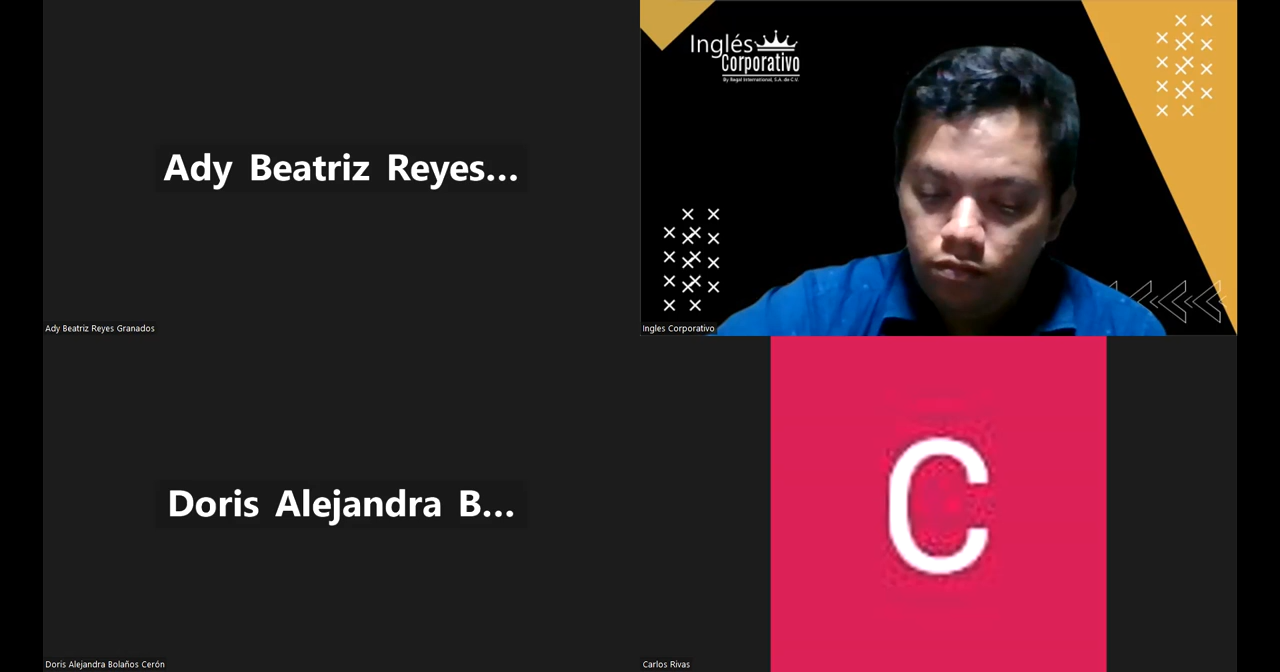 Ady Beatriz Reyes...
Ady Beatriz Reyes Granados
Inglés
Corporativo
By Regal International, S.A. de C.V.
Ingles Corporativo
Doris Alejandra B...
Doris Alejandra Bolaños Cerón
C
Carlos Rivas